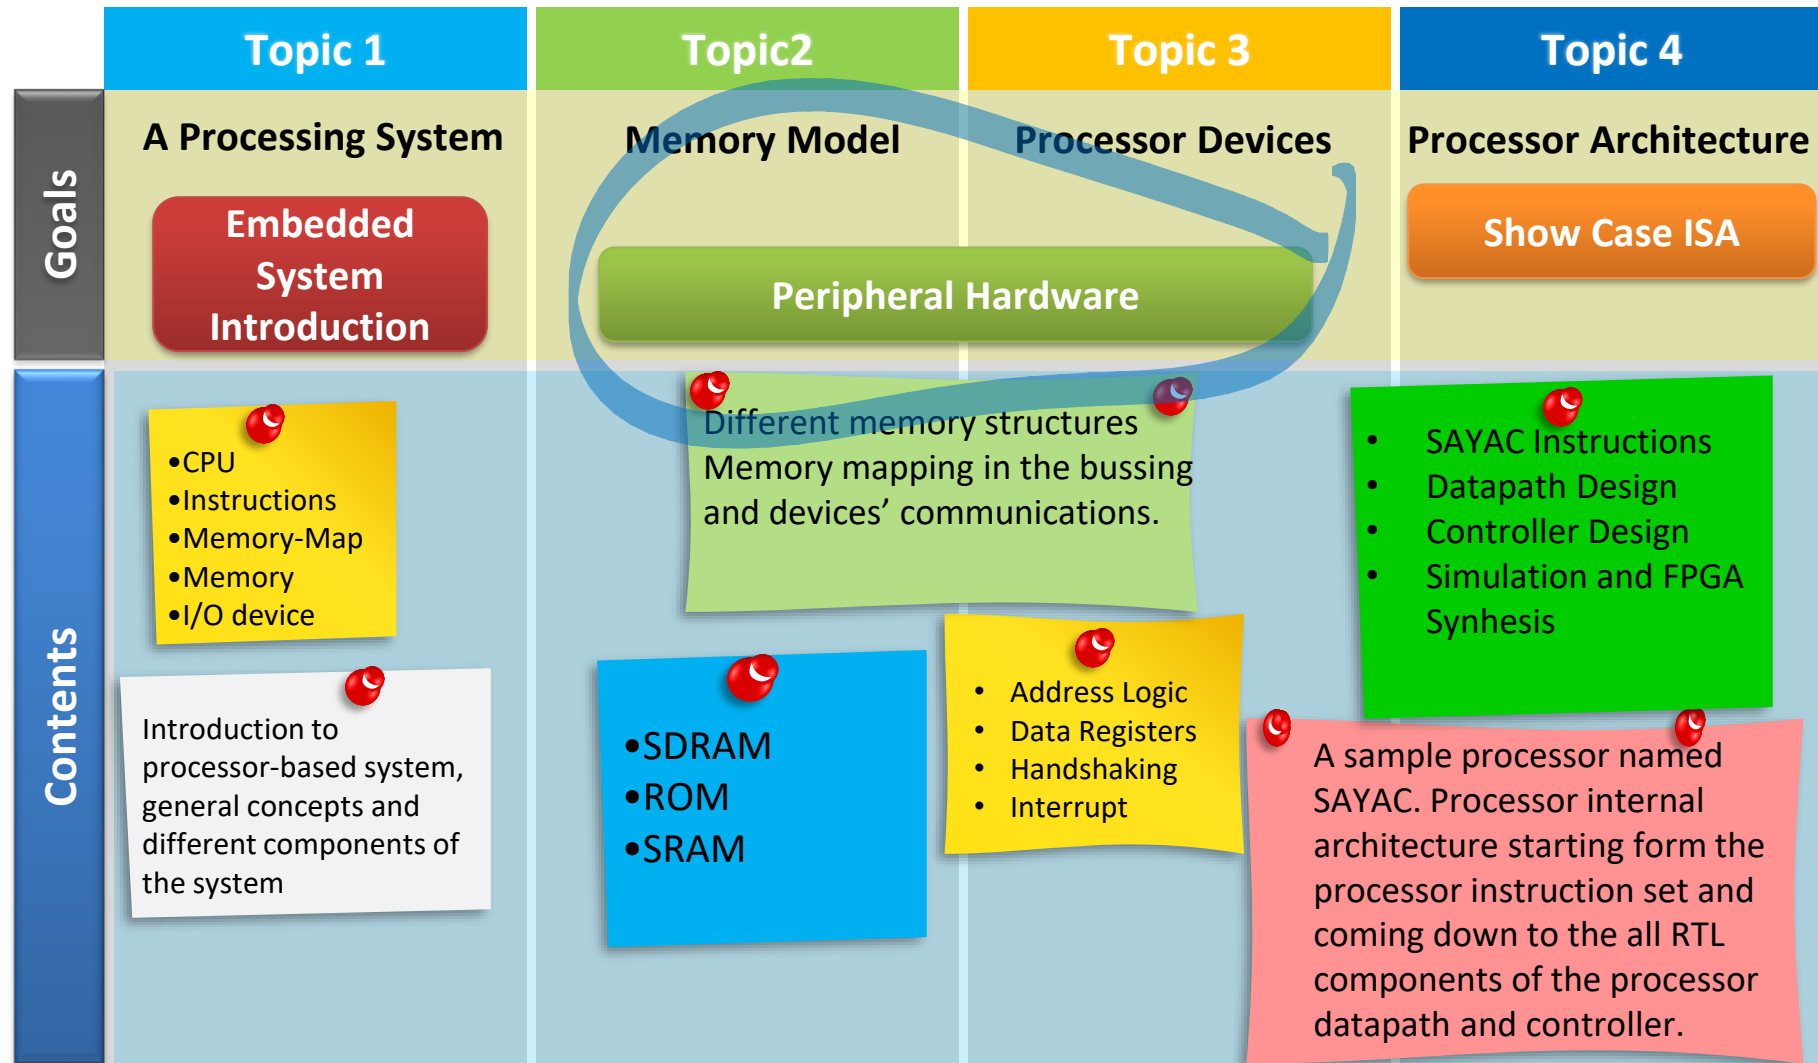 Topic 1
Topic2
Topic 3
Topic 4
Goals
A Processing System
Memory Model
Processor Devices
Processor Architecture
Embedded
System
Introduction
Peripheral Hardware
Show Case ISA
Contents
•CPU
•Instructions
•Memory-Map
•Memory
•I/O device
Introduction to
processor-based system,
general concepts and
different components of
the system
Different memory structures
Memory mapping in the bussing
and devices’ communications.
•SDRAM
•ROM
•SRAM
• Address Logic
• Data Registers
• Handshaking
• Interrupt
• SAYAC Instructions
• Datapath Design
• Controller Design
• Simulation and FPGA
Synhesis
A sample processor named
SAYAC. Processor internal
architecture starting form the
processor instruction set and
coming down to the all RTL
components of the processor
datapath and controller.